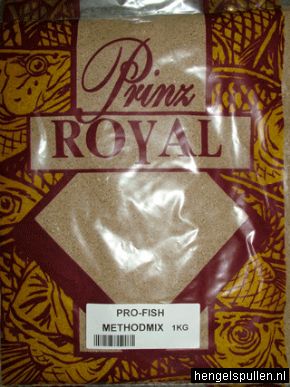 Prinz
ROYAL
PRO-FISH
METHODMIX 1KG
hengelspullen.nl